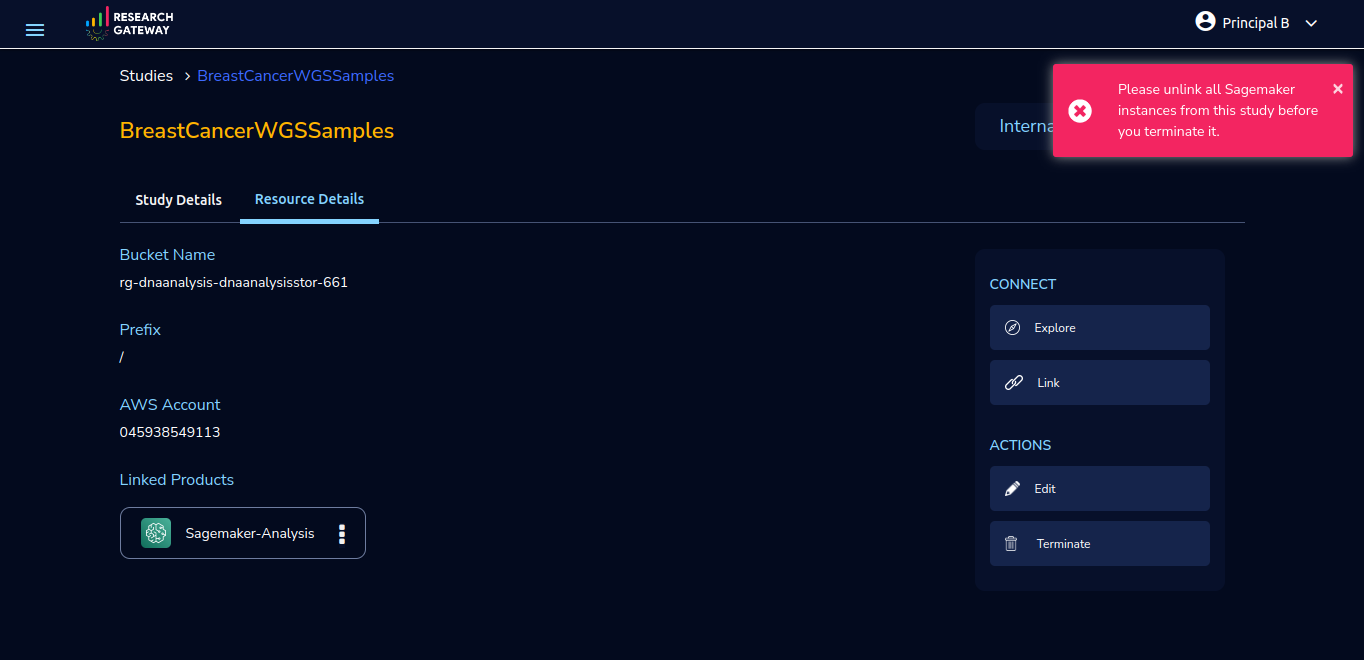 RESEARCH
GATEWAY
Principal B
Studies > BreastCancerWGSSamples
Please unlink all Sagemaker
instances from this study before
you terminate it.
BreastCancerWGSSamples
Interna
Study Details
Resource Details
Bucket Name
rg-dnaanalysis-dnaanalysisstor-661
Prefix
/
AWS Account
045938549113
Linked Products
Sagemaker-Analysis
CONNECT
Explore
Link
ACTIONS
Edit
Terminate